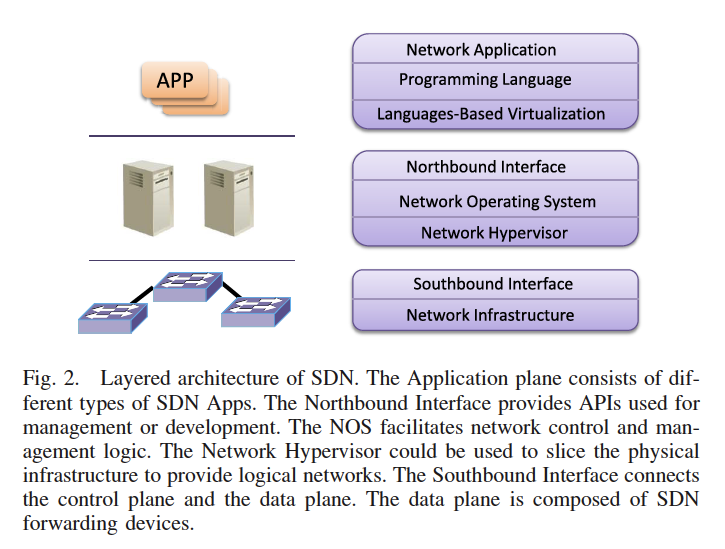 APP
Network Application
Programming Language
Languages-Based Virtualization
Northbound Interface
Network Operating System
Network Hypervisor
Southbound Interface
Network Infrastructure
Fig. 2. Layered architecture of SDN. The Application plane consists of dif-
ferent types of SDN Apps. The Northbound Interface provides APIs used for
management or development. The NOS facilitates network control and man-
agement logic. The Network Hypervisor could be used to slice the physical
infrastructure to provide logical networks. The Southbound Interface connects
the control plane and the data plane. The data plane is composed of SDN
forwarding devices.